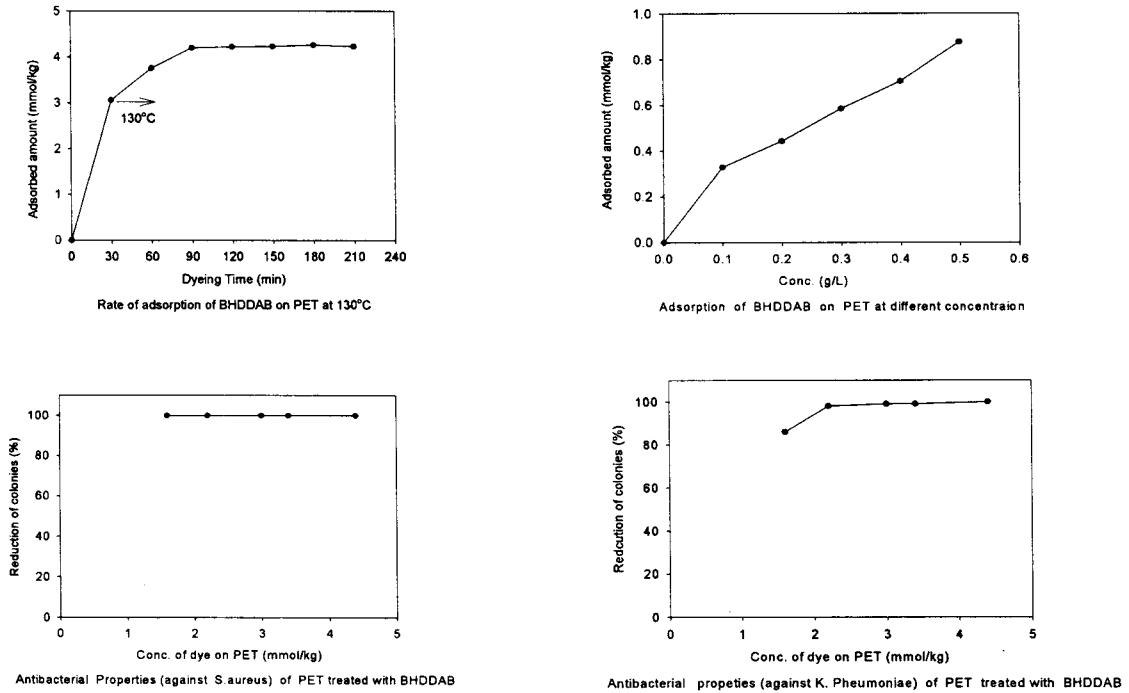 5
4
3
2
1
0
Adsorbed amount (mmol/kg)
130°C
0 30 60 90 120 150 180 210 240
Dyeing Time (min)
Rate of adsorption of BHDDAB on PET at 130°C
1.0
0.8
0.6
0.4
0.2
0.0
Adsorbed amount (mmol/kg)
0.0 0.1 0.2 0.3 0.4 0.5 0.6
Conc. (g/L)
Adsorption of BHDDAB on PET at different concentraion
100
80
60
40
20
0
Reduction of colonies (%)
0 1 2 3 4 5
Conc. of dye on PET (mmol/kg)
Antibacterial Properties (against S.aureus) of PET treated with BHDDAB
100
80
60
40
20
0
Redcution of colonies (%)
0 1 2 3 4 5
Conc. of dye on PET (mmol/kg)
Antibacterial propeties (against K. Pheumoniae) of PET treated with BHDDAB